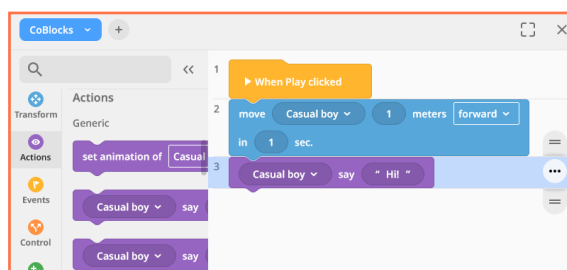 CoBlocks
+
1
When Play clicked
Actions
2
Transform
Generic
move Casual boy 1 meters forward
Actions
set animation of Casual
in 1 sec.
3
Casual boy say " Hi! "
Events
Casual boy say
Control
Casual boy say